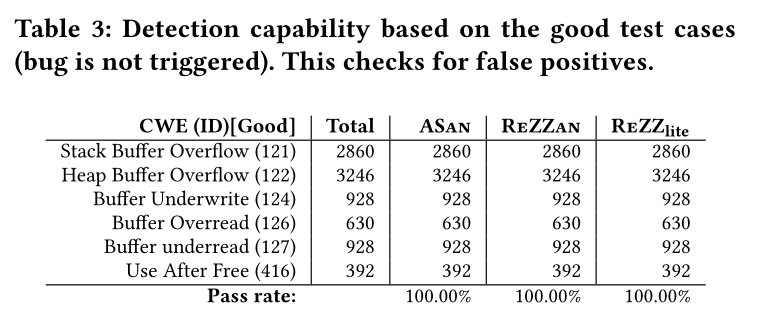 Table 3: Detection capability based on the good test cases
(bug is not triggered). This checks for false positives.
CWE (ID)[Good] Total ASan ReZZan ReZZlite
Stack Buffer Overflow (121) 2860 2860 2860 2860
Heap Buffer Overflow (122) 3246 3246 3246 3246
Buffer Underwrite (124) 928 928 928 928
Buffer Overread (126) 630 630 630 630
Buffer underread (127) 928 928 928 928
Use After Free (416) 392 392 392 392
Pass rate: 100.00% 100.00% 100.00%